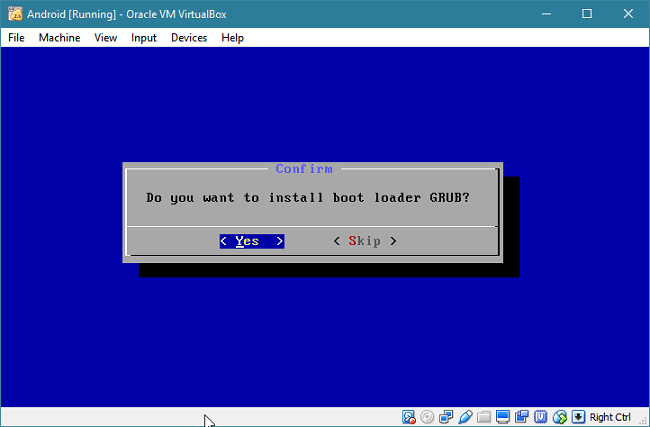 Android [Running] - Oracle VM VirtualBox
File Machine View Input Devices Help
Confirm
Do you want to install boot loader GRUB?
< Yes > < Skip >
Right Ctrl